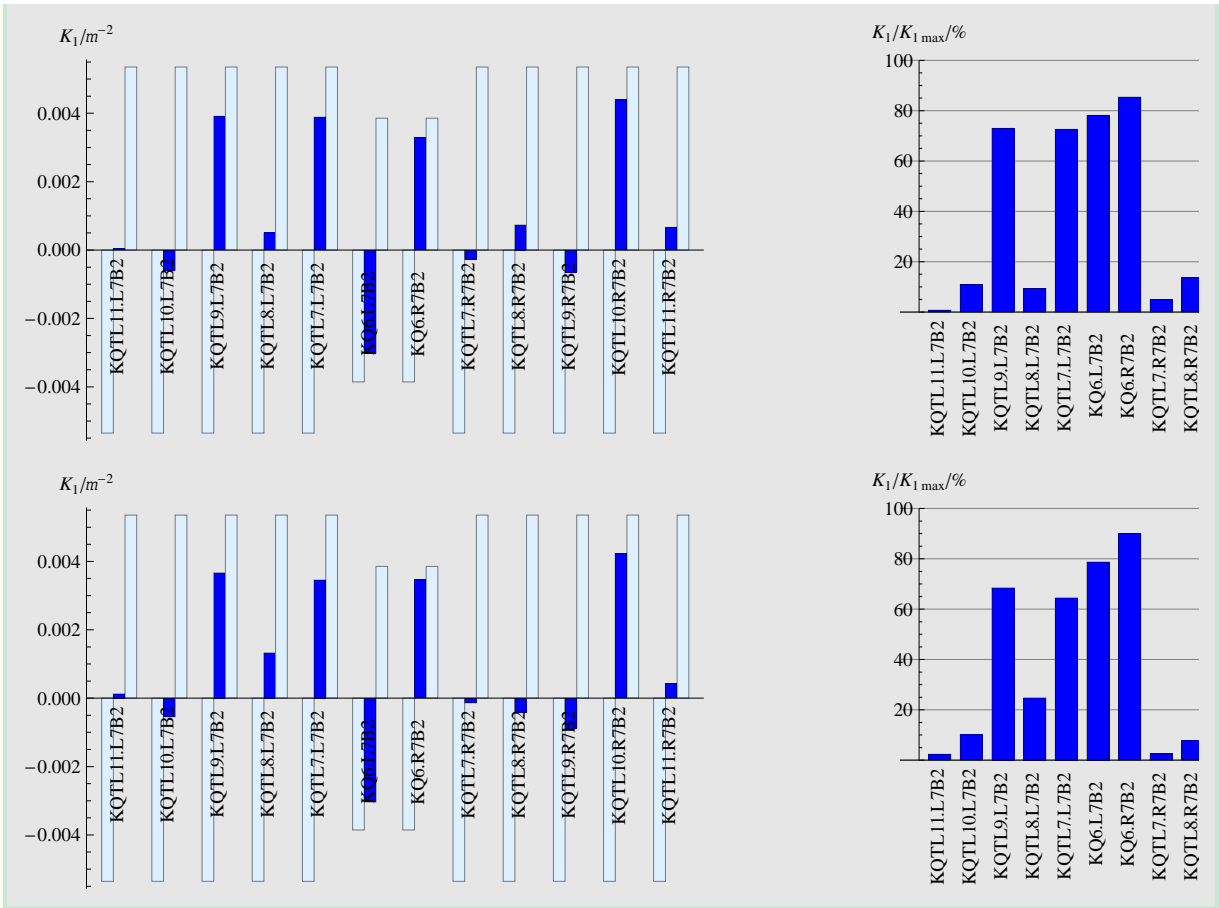 K₁/m⁻²
0.004
0.002
0.000
−0.002
−0.004
KQTL11.L7B2
KQTL10.L7B2
KQTL9.L7B2
KQTL8.L7B2
KQTL7.L7B2
KQ6.L7B2
KQ6.R7B2
KQTL7.R7B2
KQTL8.R7B2
KQTL9.R7B2
KQTL10.R7B2
KQTL11.R7B2
K₁/K₁ max/%
100
80
60
40
20
KQTL11.L7B2
KQTL10.L7B2
KQTL9.L7B2
KQTL8.L7B2
KQTL7.L7B2
KQ6.L7B2
KQ6.R7B2
KQTL7.R7B2
KQTL8.R7B2
K₁/m⁻²
0.004
0.002
0.000
−0.002
−0.004
KQTL11.L7B2
KQTL10.L7B2
KQTL9.L7B2
KQTL8.L7B2
KQTL7.L7B2
KQ6.L7B2
KQ6.R7B2
KQTL7.R7B2
KQTL8.R7B2
KQTL9.R7B2
KQTL10.R7B2
KQTL11.R7B2
K₁/K₁ max/%
100
80
60
40
20
KQTL11.L7B2
KQTL10.L7B2
KQTL9.L7B2
KQTL8.L7B2
KQTL7.L7B2
KQ6.L7B2
KQ6.R7B2
KQTL7.R7B2
KQTL8.R7B2